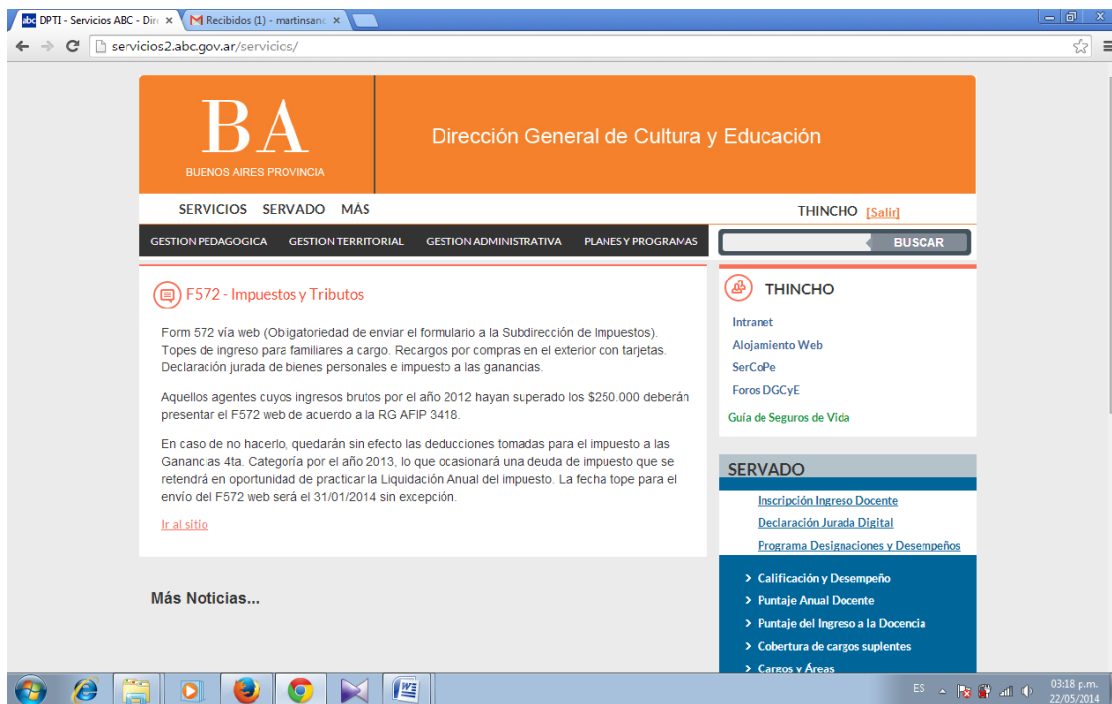 abc DPTI - Servicios ABC - Dir
Recibidos (1) - martinsanc
servicios2.abc.gov.ar/servicics/
BA
BUENOS AIRES PROVINCIA
Dirección General de Cultura y Educación
SERVICIOS SERVADO MÁS
THINCHO [Salir]
GESTION PEDAGOGICA GESTION TERRITORIAL GESTION ADMINISTRATIVA PLANES Y PROGRAMAS
BUSCAR
F572 - Impuestos y Tributos
Form 572 vía web (Obigatoriedad de enviar el formulario a la Subdirección de Impuestos).
Topes de ingreso para familiares a cargo. Recargos por compras en el exterior con tarjetas.
Declaración jurada de bienes personales e impuesto a las ganancias.
Aquellos agentes cuyos ingresos brutos por el año 2012 hayan superado los $250.000 deberán
presentar el F572 web de acuerdo a la RG AFIP 3418.
En caso de no hacerlo, quedarán sin efecto las deducciones tomadas para el impuesto a las
Ganancias 4ta. Categoría por el año 2013, lo que ocasionará una deuda de impuesto que se
retendrá en oportunidad de practicar la Liquidación Anual del impuesto. La fecha tope para el
envío del F572 web será el 31/01/2014 sin excepción.
Ir al sitio
Más Noticias...
THINCHO
Intranet
Alojamiento Web
SerCoPe
Foros DGCyE
Guía de Seguros de Vida
SERVADO
Inscripción Ingreso Docente
Declaración Jurada Digital
Programa Designaciones y Desempeños
> Calificación y Desempeño
> Puntaje Anual Docente
> Puntaje del Ingreso a la Docencia
> Cobertura de cargos suplentes
> Cargos y Áreas
ES
03:18 p.m.
22/05/2014